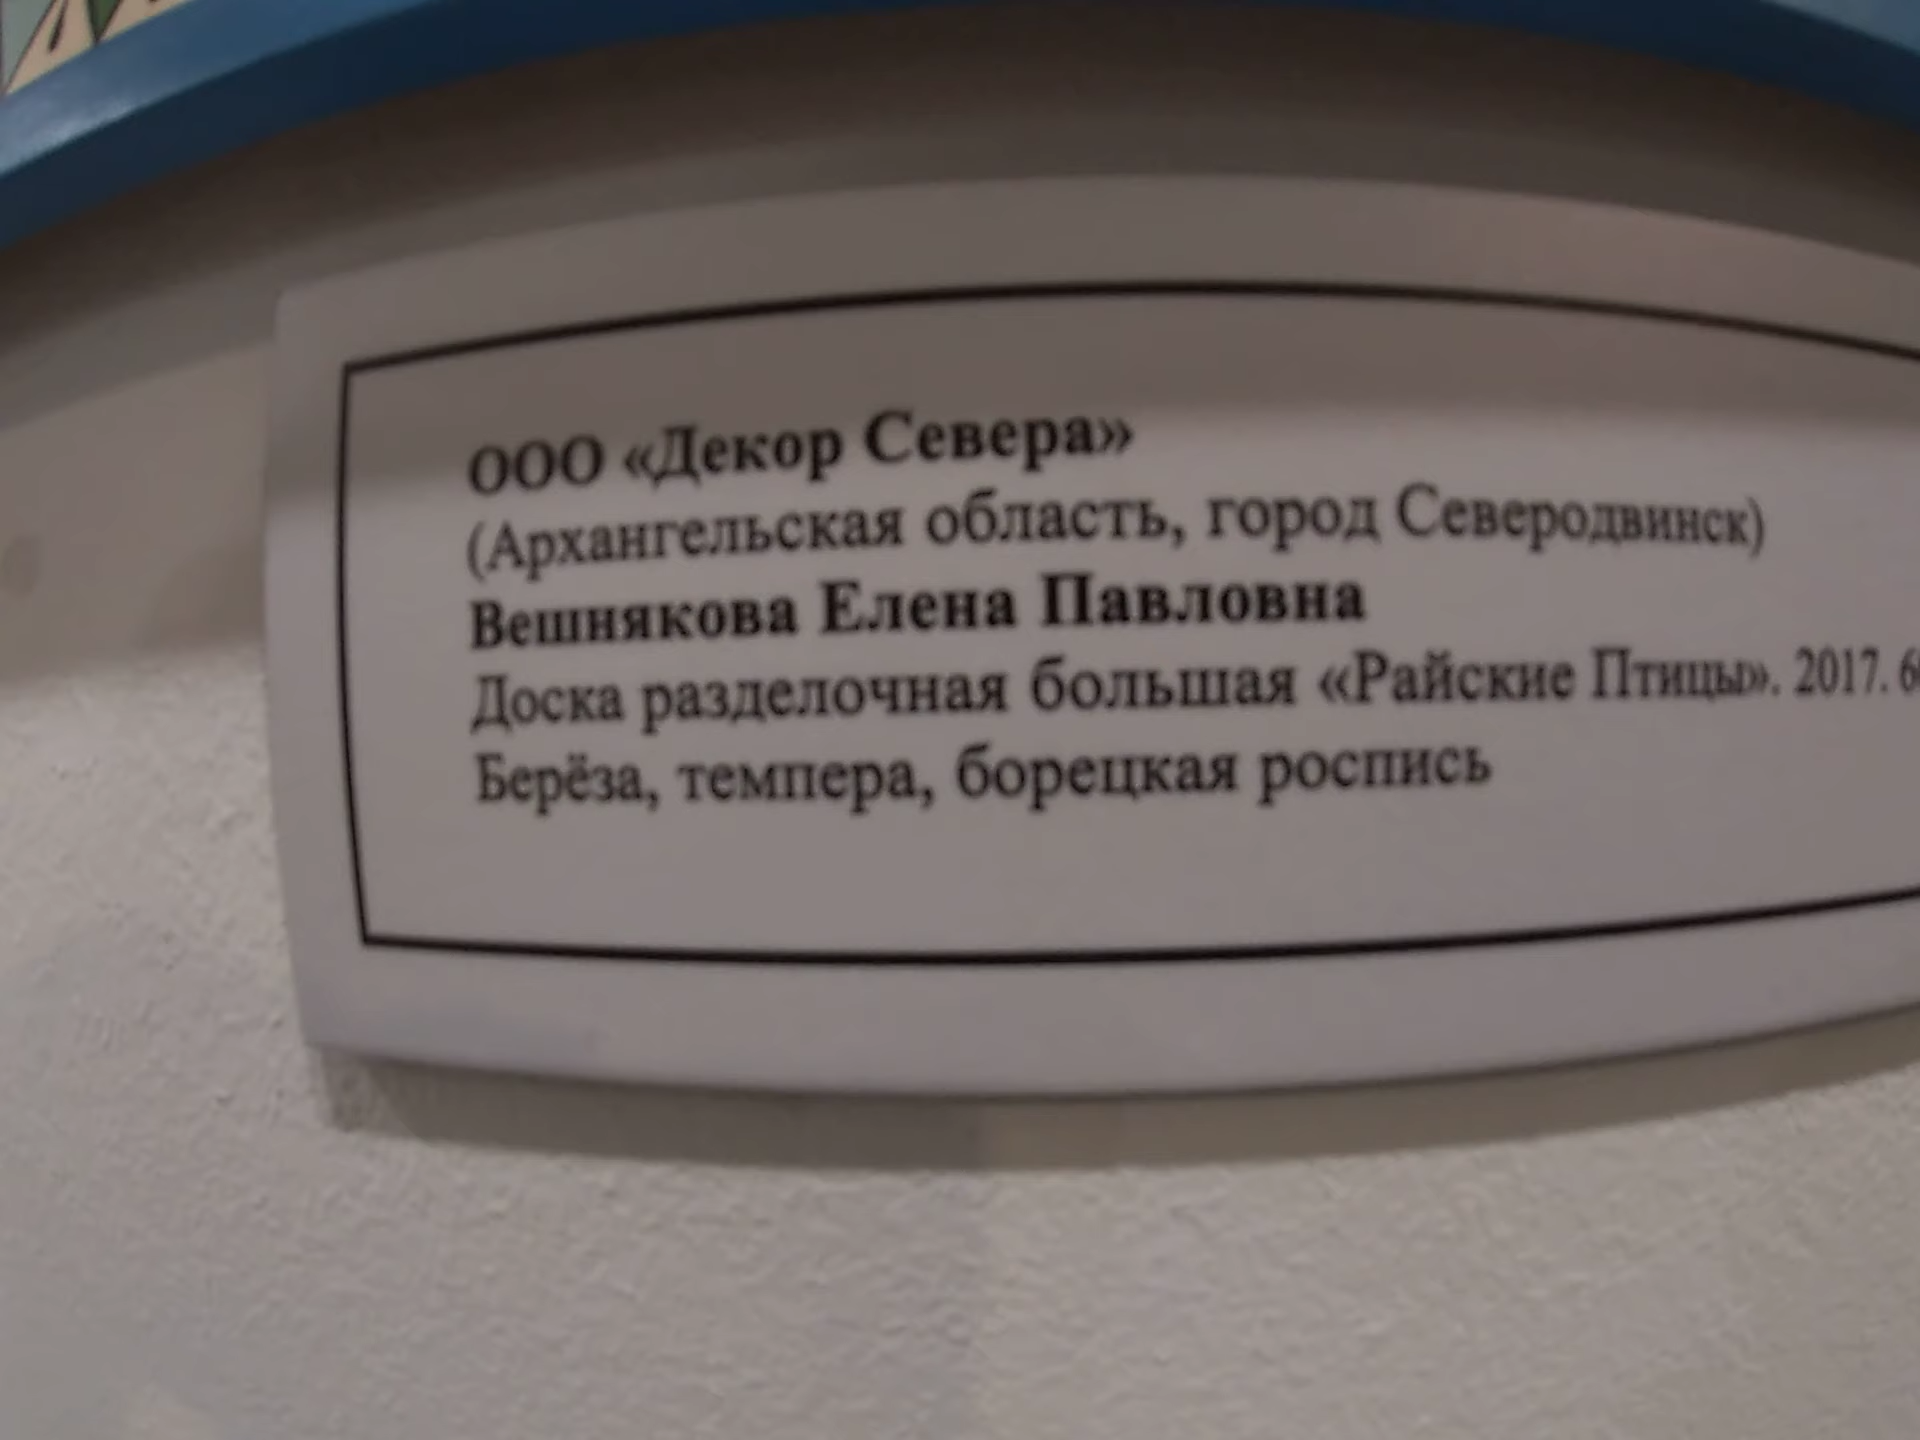 ООО «Декор Севера»
(Архангельская область, город Северодвинск)
Вешнякова Елена Павловна
Доска разделочная большая «Райские Птицы». 2017.
Берёза, темпера, борецкая роспись